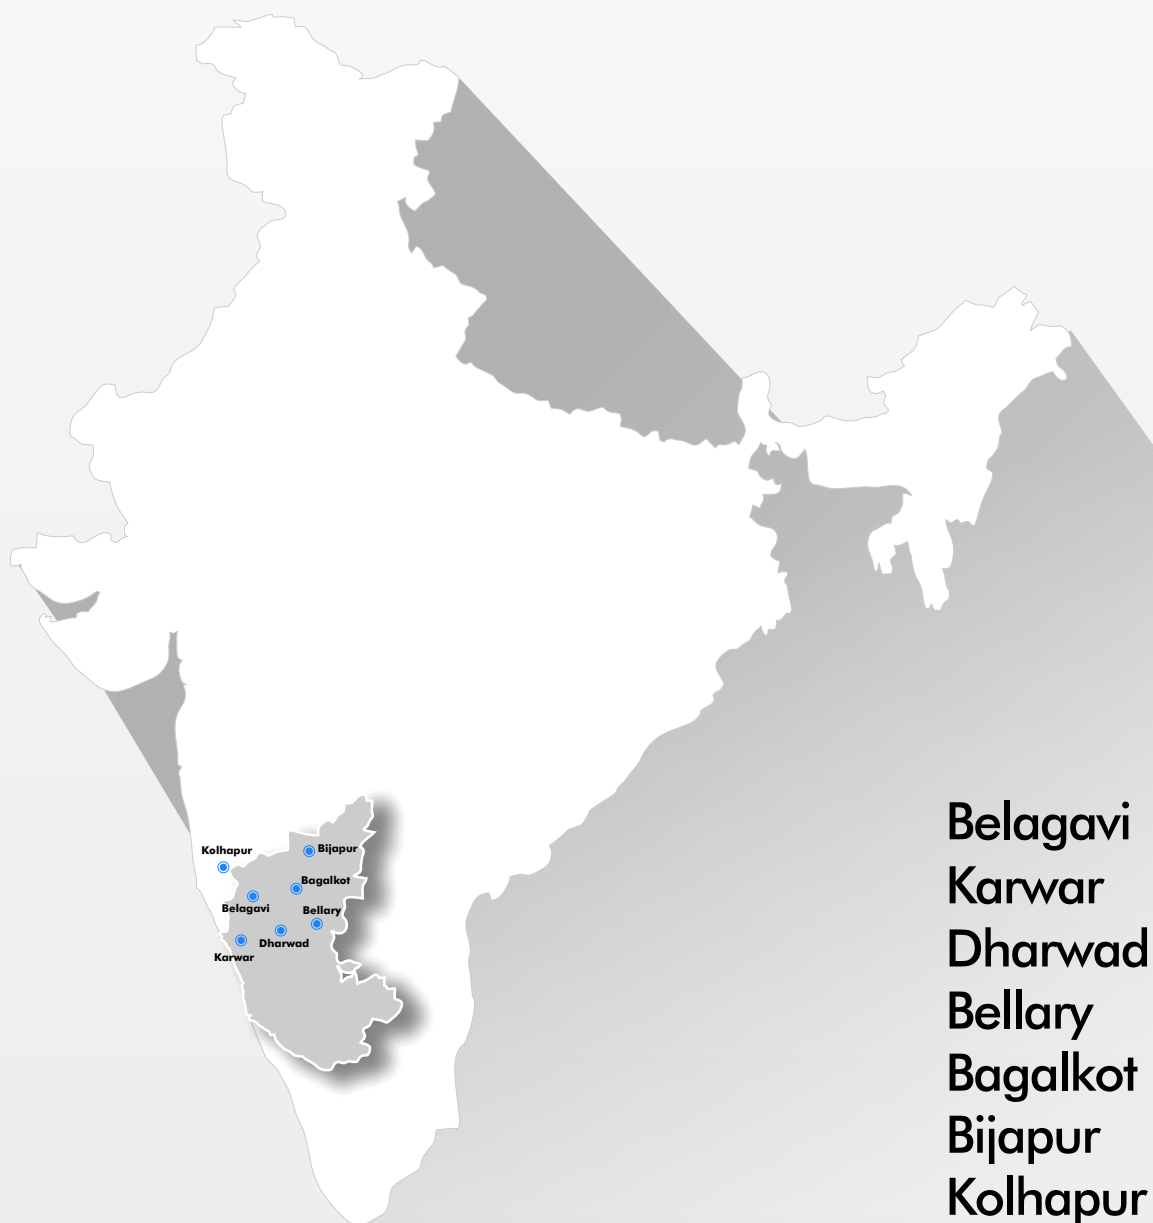 Kolhapur
Bijapur
Bagalkot
Belagavi
Bellary
Dharwad
Karwar
Belagavi
Karwar
Dharwad
Bellary
Bagalkot
Bijapur
Kolhapur